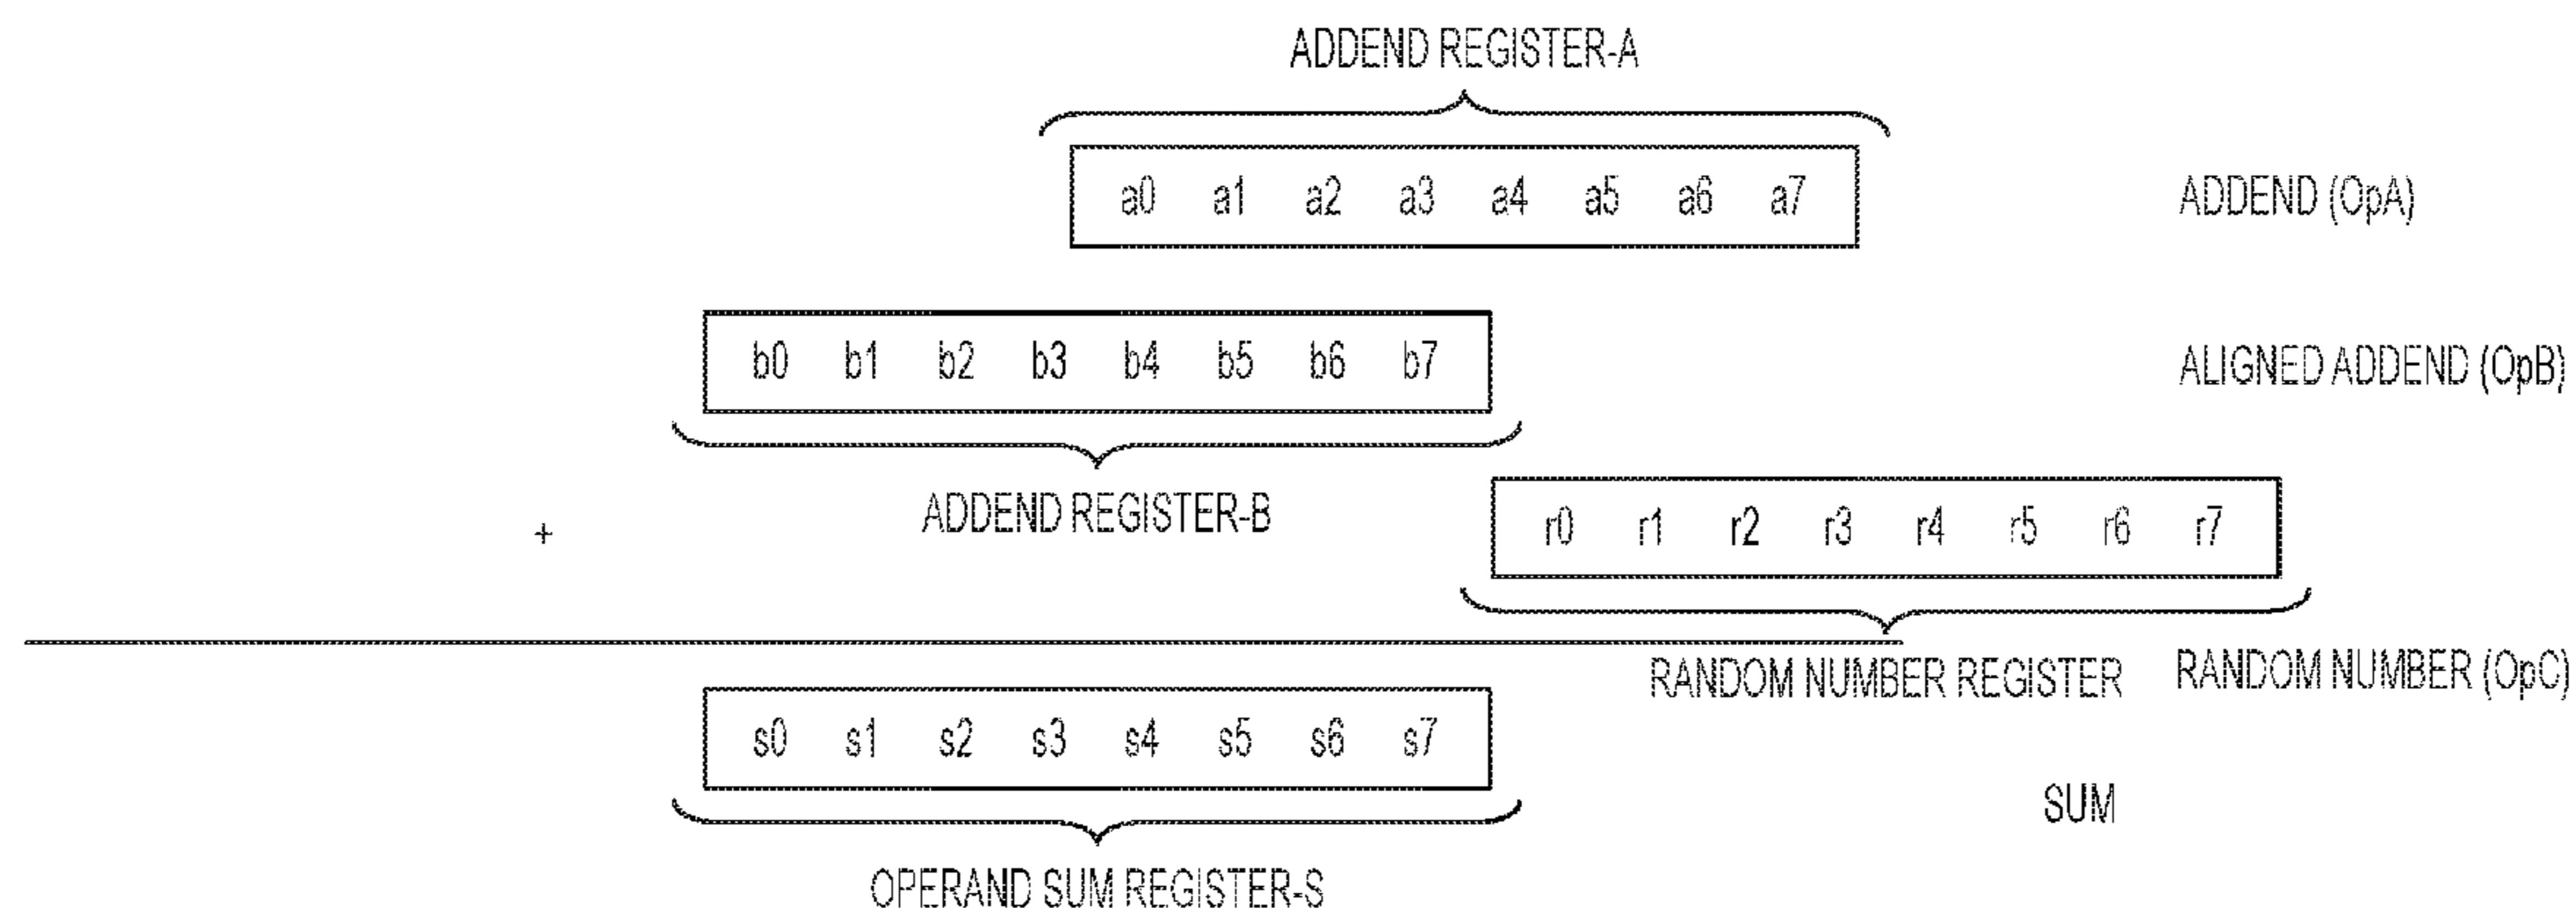 ADDEND REGISTER-A
a0 a1 a2 a3 a4 a5 a6 a7
ADDEND (OpA)
b0 b1 b2 b3 b4 b5 b6 b7
ALIGNED ADDEND (OpB)
ADDEND REGISTER-B
+
r0 r1 r2 r3 r4 r5 r6 r7
RANDOM NUMBER REGISTER
RANDOM NUMBER (OpC)
s0 s1 s2 s3 s4 s5 s6 s7
SUM
OPERAND SUM REGISTER-S